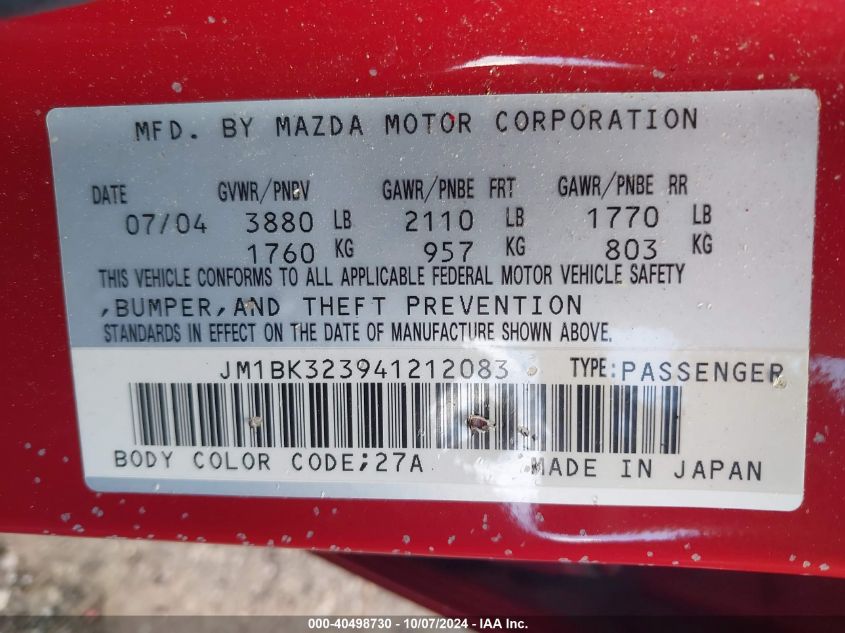 MFD. BY MAZDA MOTOR CORPORATION
DATE GVWR/PNBV GAWR/PNBE FRT GAWR/PNBE RR
07/04 3880 LB 2110 LB 1770 LB
1760 KG 957 KG 803 KG
THIS VEHICLE CONFORMS TO ALL APPLICABLE FEDERAL MOTOR VEHICLE SAFETY
,BUMPER,AND THEFT PREVENTION
STANDARDS IN EFFECT ON THE DATE OF MANUFACTURE SHOWN ABOVE.
JM1BK323941212083 TYPE:PASSENGER
BODY COLOR CODE;27A MADE IN JAPAN
000-40498730 - 10/07/2024 - IAA Inc.